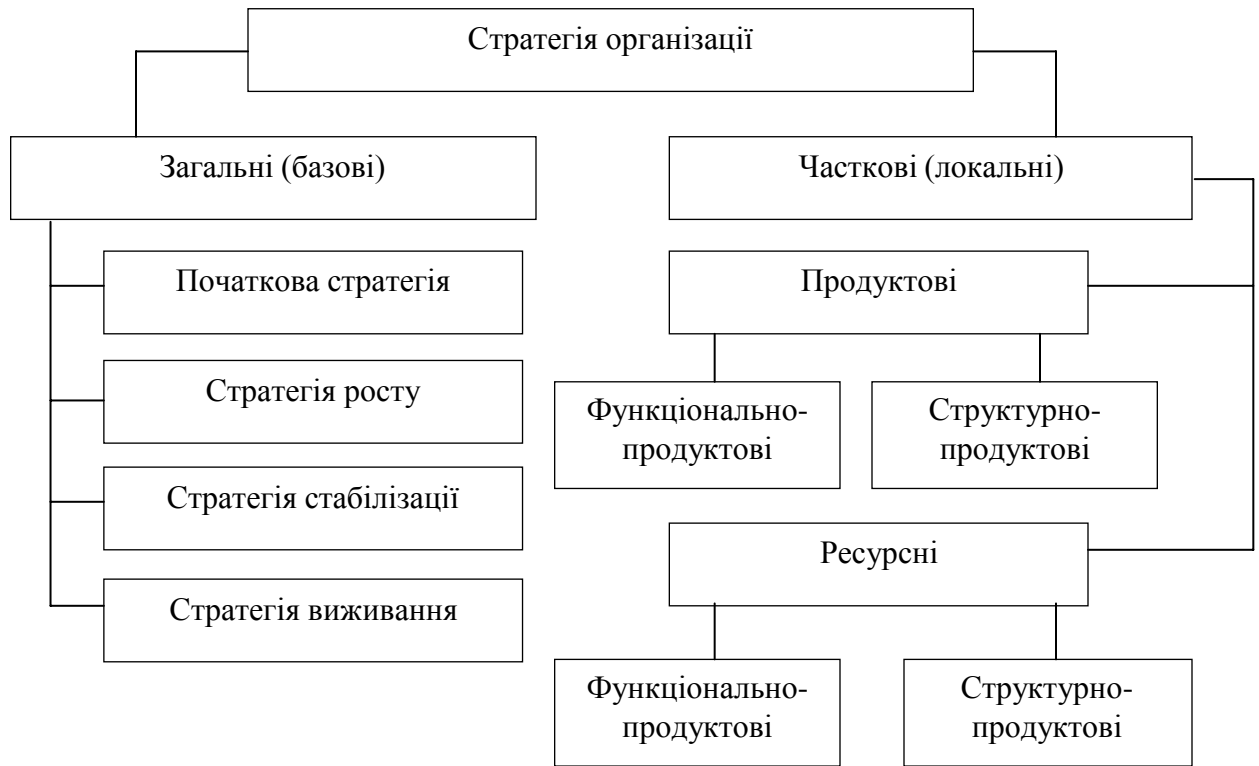 Стратегія організації
Загальні (базові)
Часткові (локальні)
Початкова стратегія
Продуктові
Стратегія росту
Функціонально-
продуктові
Структурно-
продуктові
Стратегія стабілізації
Ресурсні
Стратегія виживання
Функціонально-
продуктові
Структурно-
продуктові